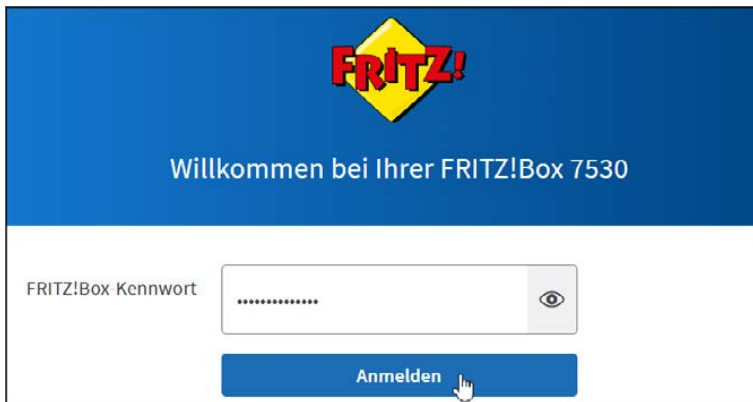 FRITZ!
Willkommen bei Ihrer FRITZ!Box 7530
FRITZ!Box-Kennwort
••••••••••••••
Anmelden